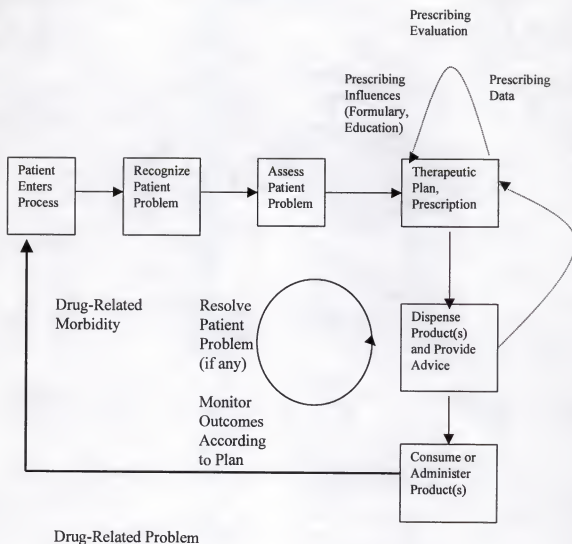 Prescribing
Evaluation
Prescribing
Influences
(Formulary,
Education)
Prescribing
Data
Patient
Enters
Process
Recognize
Patient
Problem
Assess
Patient
Problem
Therapeutic
Plan,
Prescription
Drug-Related
Morbidity
Resolve
Patient
Problem
(if any)
Dispense
Product(s)
and Provide
Advice
Monitor
Outcomes
According
to Plan
Consume or
Administer
Product(s)
Drug-Related Problem